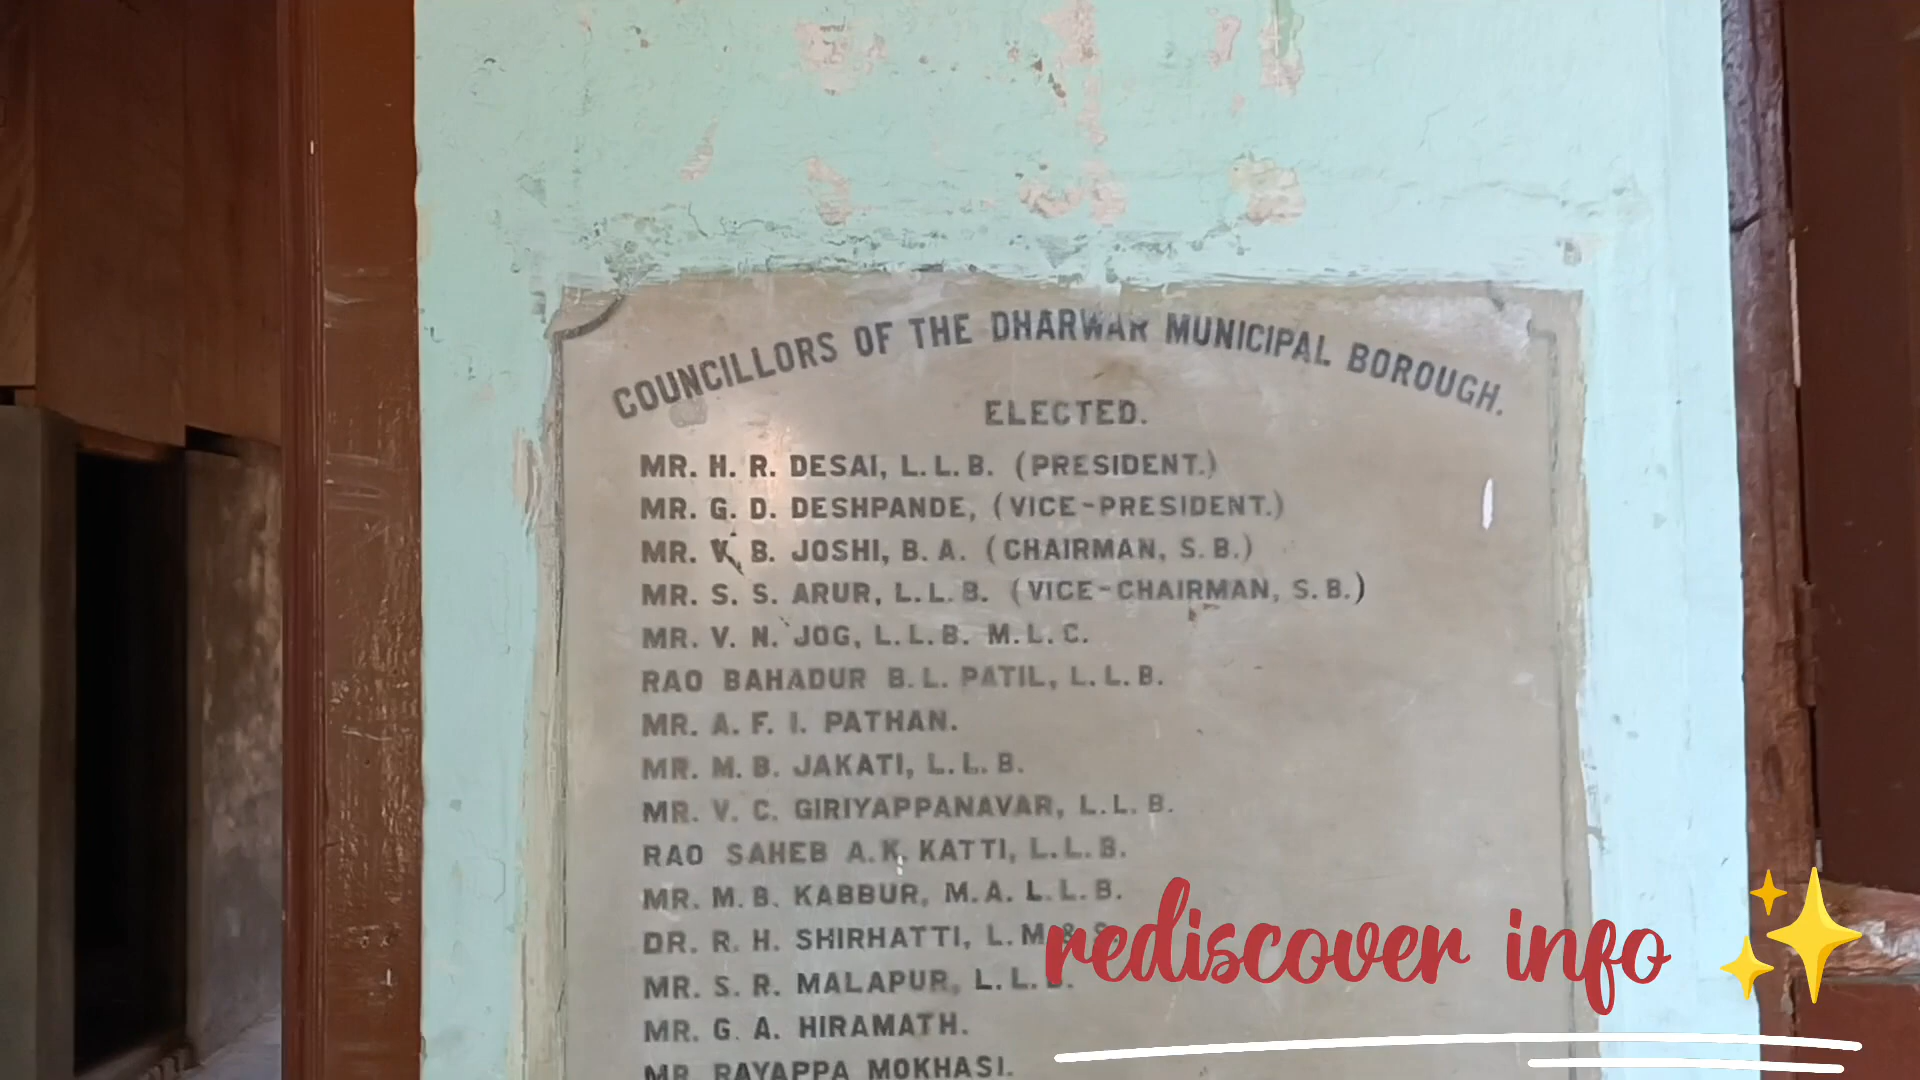 COUNCILLORS OF THE DHARWAR MUNICIPAL BOROUGH.
ELECTED.
MR. H. R. DESAI, L.L.B. (PRESIDENT.)
MR. G. D. DESHPANDE, (VICE-PRESIDENT.)
MR. V. B. JOSHI, B. A. (CHAIRMAN, S. B.)
MR. S. S. ARUR, L.L.B. (VICE-CHAIRMAN, S. B.)
MR. V. N. JOG, L.L.B. M.L.C.
RAO BAHADUR B.L. PATIL, L.L.B.
MR. A. F. I. PATHAN.
MR. M. B. JAKATI, L.L.B.
MR. V. C. GIRIYAPPANAVAR, L.L.B.
RAO SAHEB A.K. KATTI, L.L.B.
MR. M.B. KABBUR, M.A. L.L.B.
DR. R. H. SHIRHATTI, L.M.& S.
MR. S. R. MALAPUR, L.L.B.
MR. G. A. HIRAMATH.
MR. RAYAPPA MOKHASI.
rediscover info